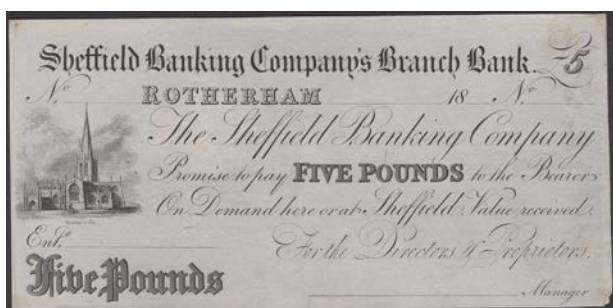 Sheffield Banking Company's Branch Bank. £5
No. ROTHERHAM 18 No.
The Sheffield Banking Company
Promise to pay FIVE POUNDS to the Bearer
On Demand here or at Sheffield Value received
Entd.
For the Directors & Proprietors,
Five Pounds
Manager